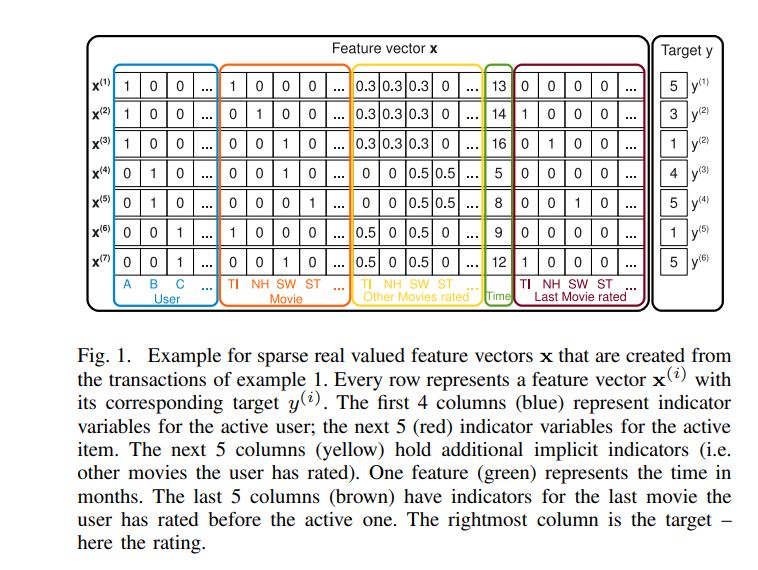 Feature vector x Target y
x(1) 1 0 0 ... 1 0 0 0 ... 0.3 0.3 0.3 0 ... 13 0 0 0 0 ... 5 y(1)
x(2) 1 0 0 ... 0 1 0 0 ... 0.3 0.3 0.3 0 ... 14 1 0 0 0 ... 3 y(2)
x(3) 1 0 0 ... 0 0 1 0 ... 0.3 0.3 0.3 0 ... 16 0 1 0 0 ... 1 y(2)
x(4) 0 1 0 ... 0 0 1 0 ... 0 0 0.5 0.5 ... 5 0 0 0 0 ... 4 y(3)
x(5) 0 1 0 ... 0 0 0 1 ... 0 0 0.5 0.5 ... 8 0 0 1 0 ... 5 y(4)
x(6) 0 0 1 ... 1 0 0 0 ... 0.5 0 0.5 0 ... 9 0 0 0 0 ... 1 y(5)
x(7) 0 0 1 ... 0 0 1 0 ... 0.5 0 0.5 0 ... 12 1 0 0 0 ... 5 y(6)
A B C ... TI NH SW ST ... TI NH SW ST ... TI NH SW ST ...
User Movie Other Movies rated Time Last Movie rated
Fig. 1. Example for sparse real valued feature vectors x that are created from
the transactions of example 1. Every row represents a feature vector x(i) with
its corresponding target y(i). The first 4 columns (blue) represent indicator
variables for the active user; the next 5 (red) indicator variables for the active
item. The next 5 columns (yellow) hold additional implicit indicators (i.e.
other movies the user has rated). One feature (green) represents the time in
months. The last 5 columns (brown) have indicators for the last movie the
user has rated before the active one. The rightmost column is the target –
here the rating.